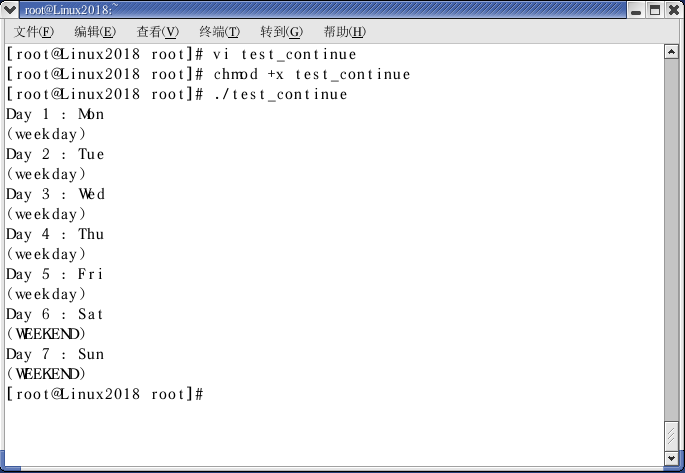 root@Linux2018:~
文件(F) 编辑(E) 查看(V) 终端(T) 转到(G) 帮助(H)
[root@Linux2018 root]# vi test_continue
[root@Linux2018 root]# chmod +x test_continue
[root@Linux2018 root]# ./test_continue
Day 1 : Mon
(weekday)
Day 2 : Tue
(weekday)
Day 3 : Wed
(weekday)
Day 4 : Thu
(weekday)
Day 5 : Fri
(weekday)
Day 6 : Sat
(WEEKEND)
Day 7 : Sun
(WEEKEND)
[root@Linux2018 root]#